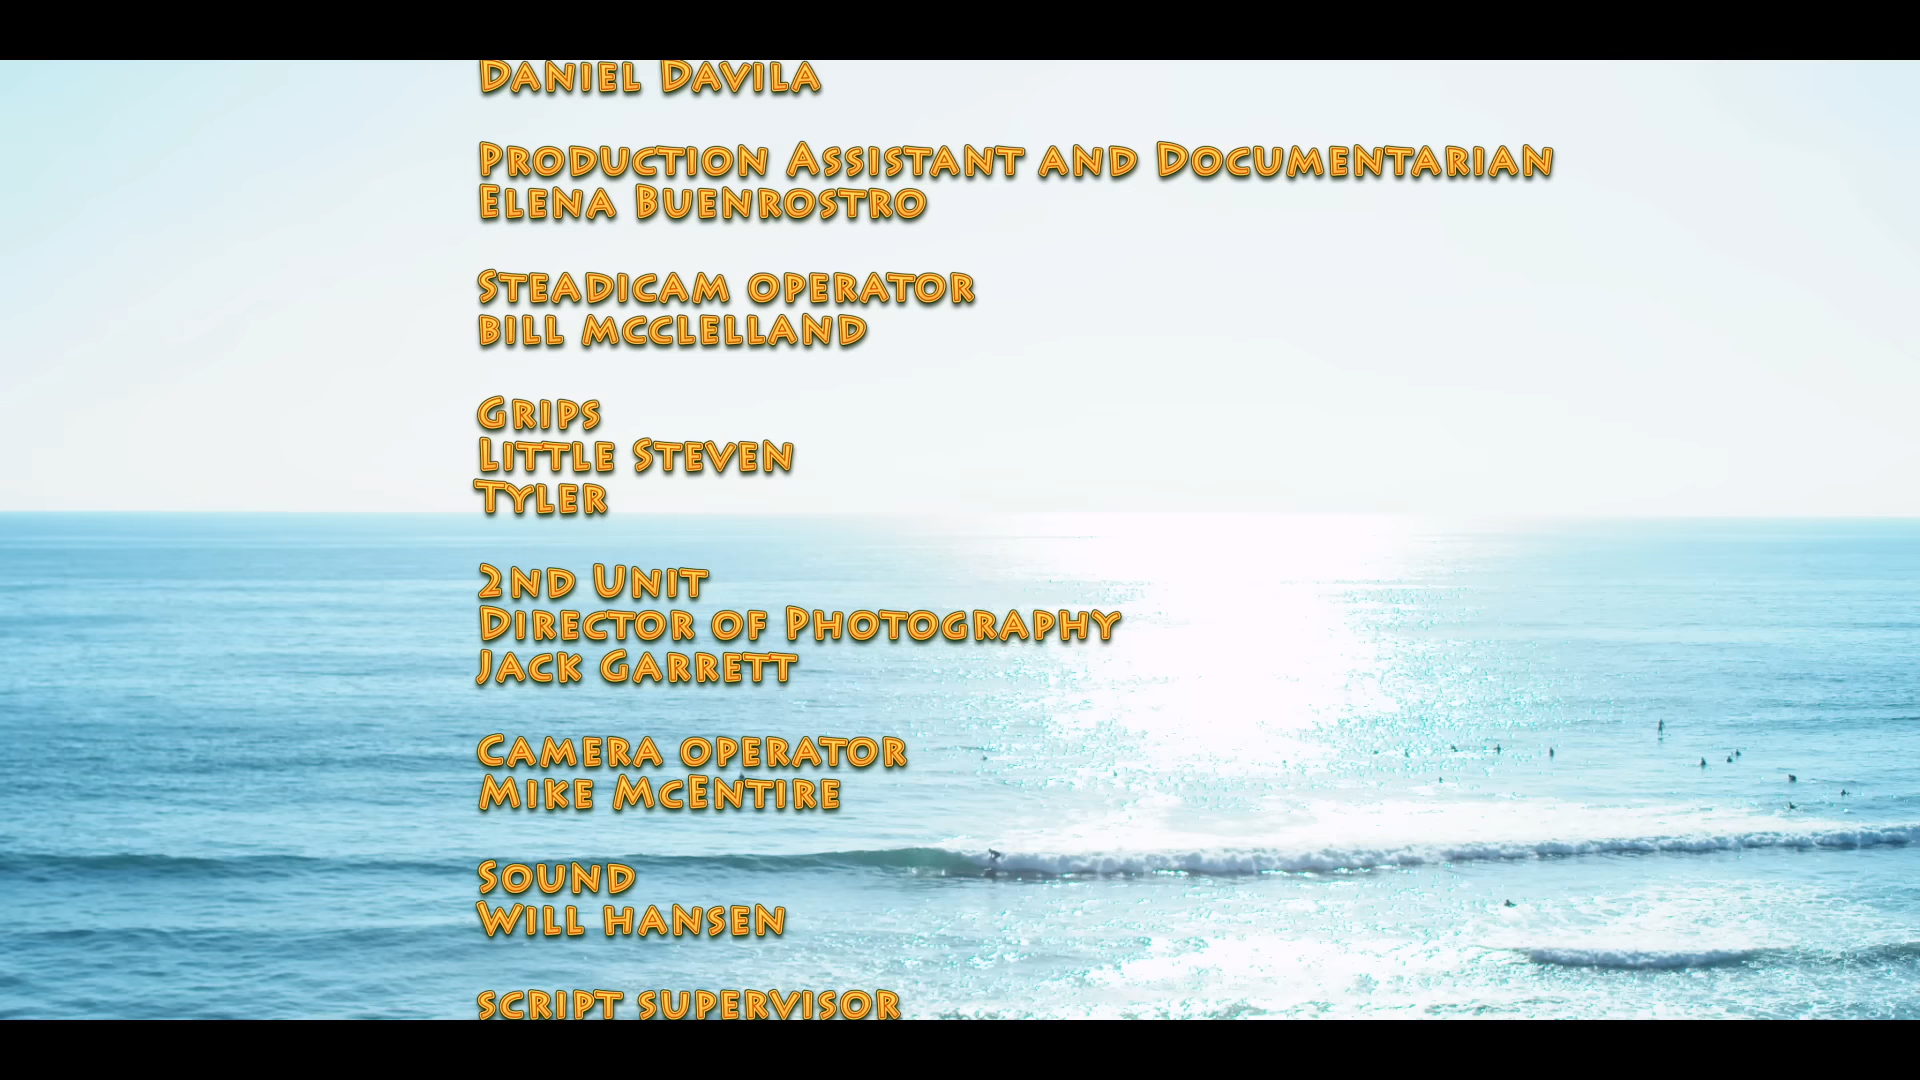 Daniel Davila
Production Assistant and Documentarian
Elena Buenrostro
Steadicam operator
bill mcclelland
Grips
Little Steven
Tyler
2nd Unit
Director of Photography
Jack Garrett
Camera operator
Mike McEntire
Sound
Will hansen
script supervisor